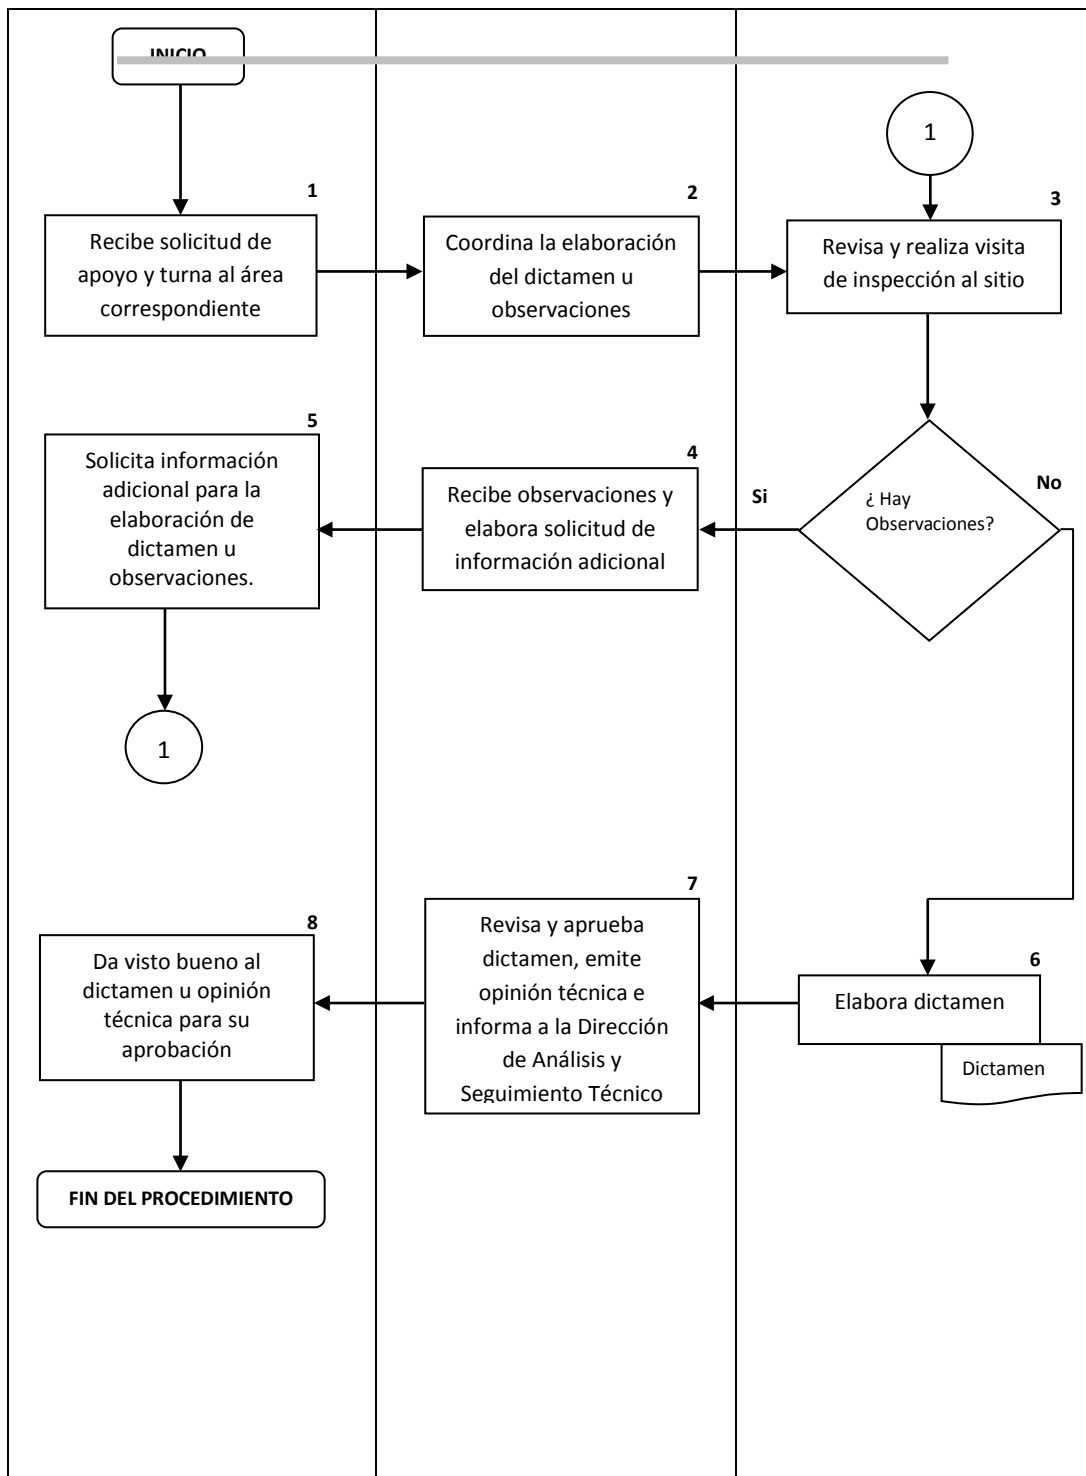 INICIO
1
1
Recibe solicitud de
apoyo y turna al área
correspondiente
2
Coordina la elaboración
del dictamen u
observaciones
3
Revisa y realiza visita
de inspección al sitio
¿ Hay
Observaciones?
Si
No
4
Recibe observaciones y
elabora solicitud de
información adicional
5
Solicita información
adicional para la
elaboración de
dictamen u
observaciones.
1
6
Elabora dictamen
Dictamen
7
Revisa y aprueba
dictamen, emite
opinión técnica e
informa a la Dirección
de Análisis y
Seguimiento Técnico
8
Da visto bueno al
dictamen u opinión
técnica para su
aprobación
FIN DEL PROCEDIMIENTO